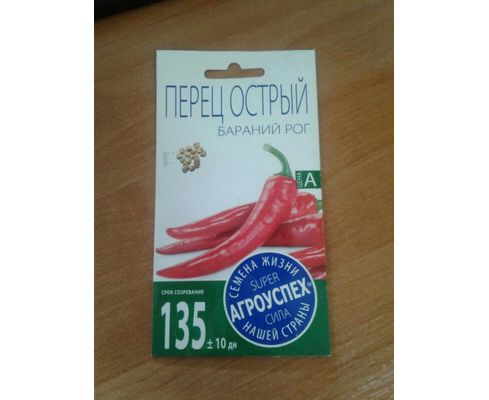 ПЕРЕЦ ОСТРЫЙ
БАРАНИЙ РОГ
ЦЕНА А
СРОК СОЗРЕВАНИЯ
135 ± 10 дн
СЕМЕНА ЖИЗНИ
SUPER
АГРОУСПЕХ®
СИЛА
НАШЕЙ СТРАНЫ